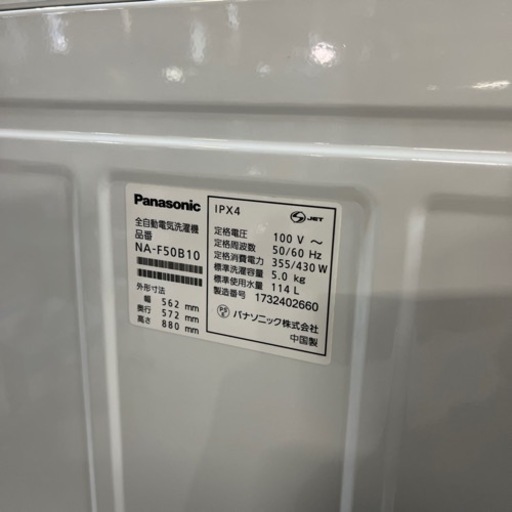 Panasonic
全自動電気洗濯機
品番
NA-F50B10
外形寸法
幅 562 mm
奥行 572 mm
高さ 880 mm
IPX4
JET
定格電圧 100 V ～
定格周波数 50/60 Hz
定格消費電力 355/430 W
標準洗濯容量 5.0 kg
標準使用水量 114 L
製造番号 1732402660
PS E パナソニック株式会社
中国製